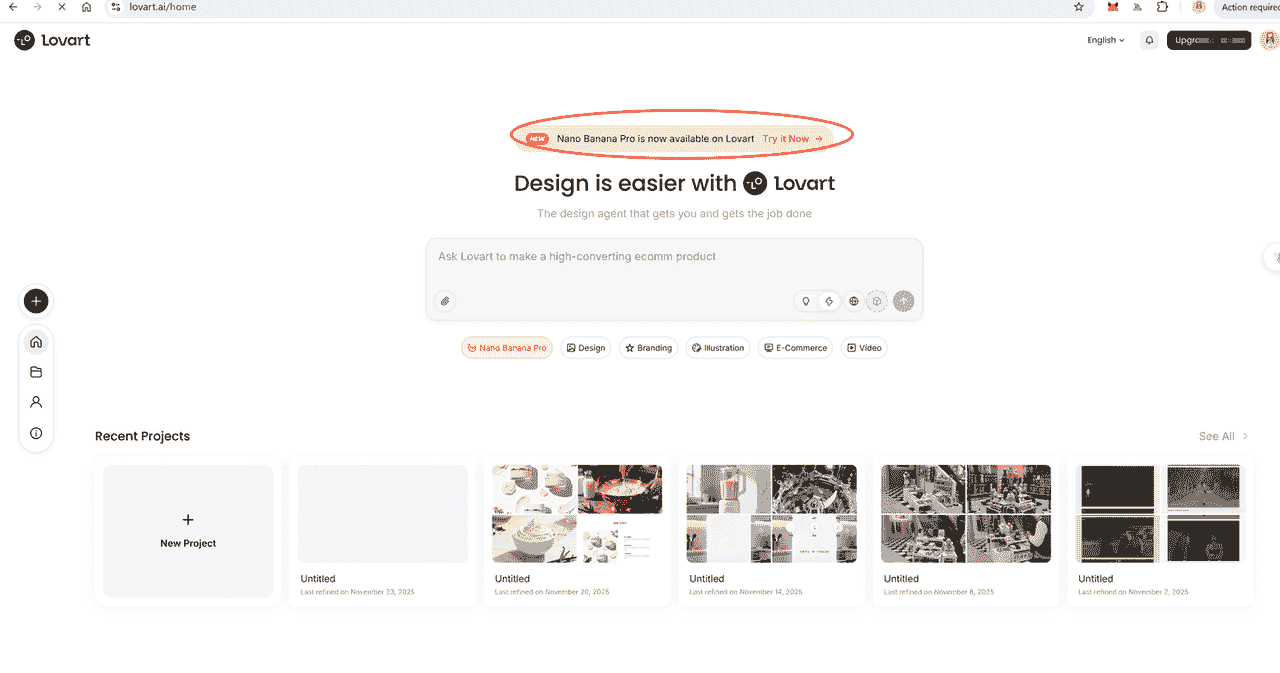 lovart.ai/home
Action required
Lovart
English
Upgrade
NEW Nano Banana Pro is now available on Lovart Try it Now →
Design is easier with Lovart
The design agent that gets you and gets the job done
Ask Lovart to make a high-converting ecomm product
Nano Banana Pro
Design
Branding
Illustration
E-Commerce
Video
Recent Projects
See All
New Project
Untitled
Last refined on November 23, 2025
Untitled
Last refined on November 20, 2025
Untitled
Last refined on November 14, 2025
Untitled
Last refined on November 8, 2025
Untitled
Last refined on November 2, 2025